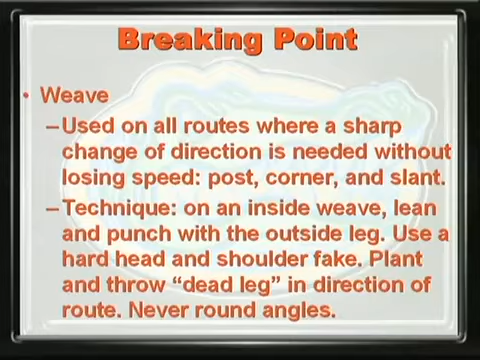 Breaking Point
• Weave
–Used on all routes where a sharp
change of direction is needed without
losing speed: post, corner, and slant.
–Technique: on an inside weave, lean
and punch with the outside leg. Use a
hard head and shoulder fake. Plant
and throw “dead leg” in direction of
route. Never round angles.